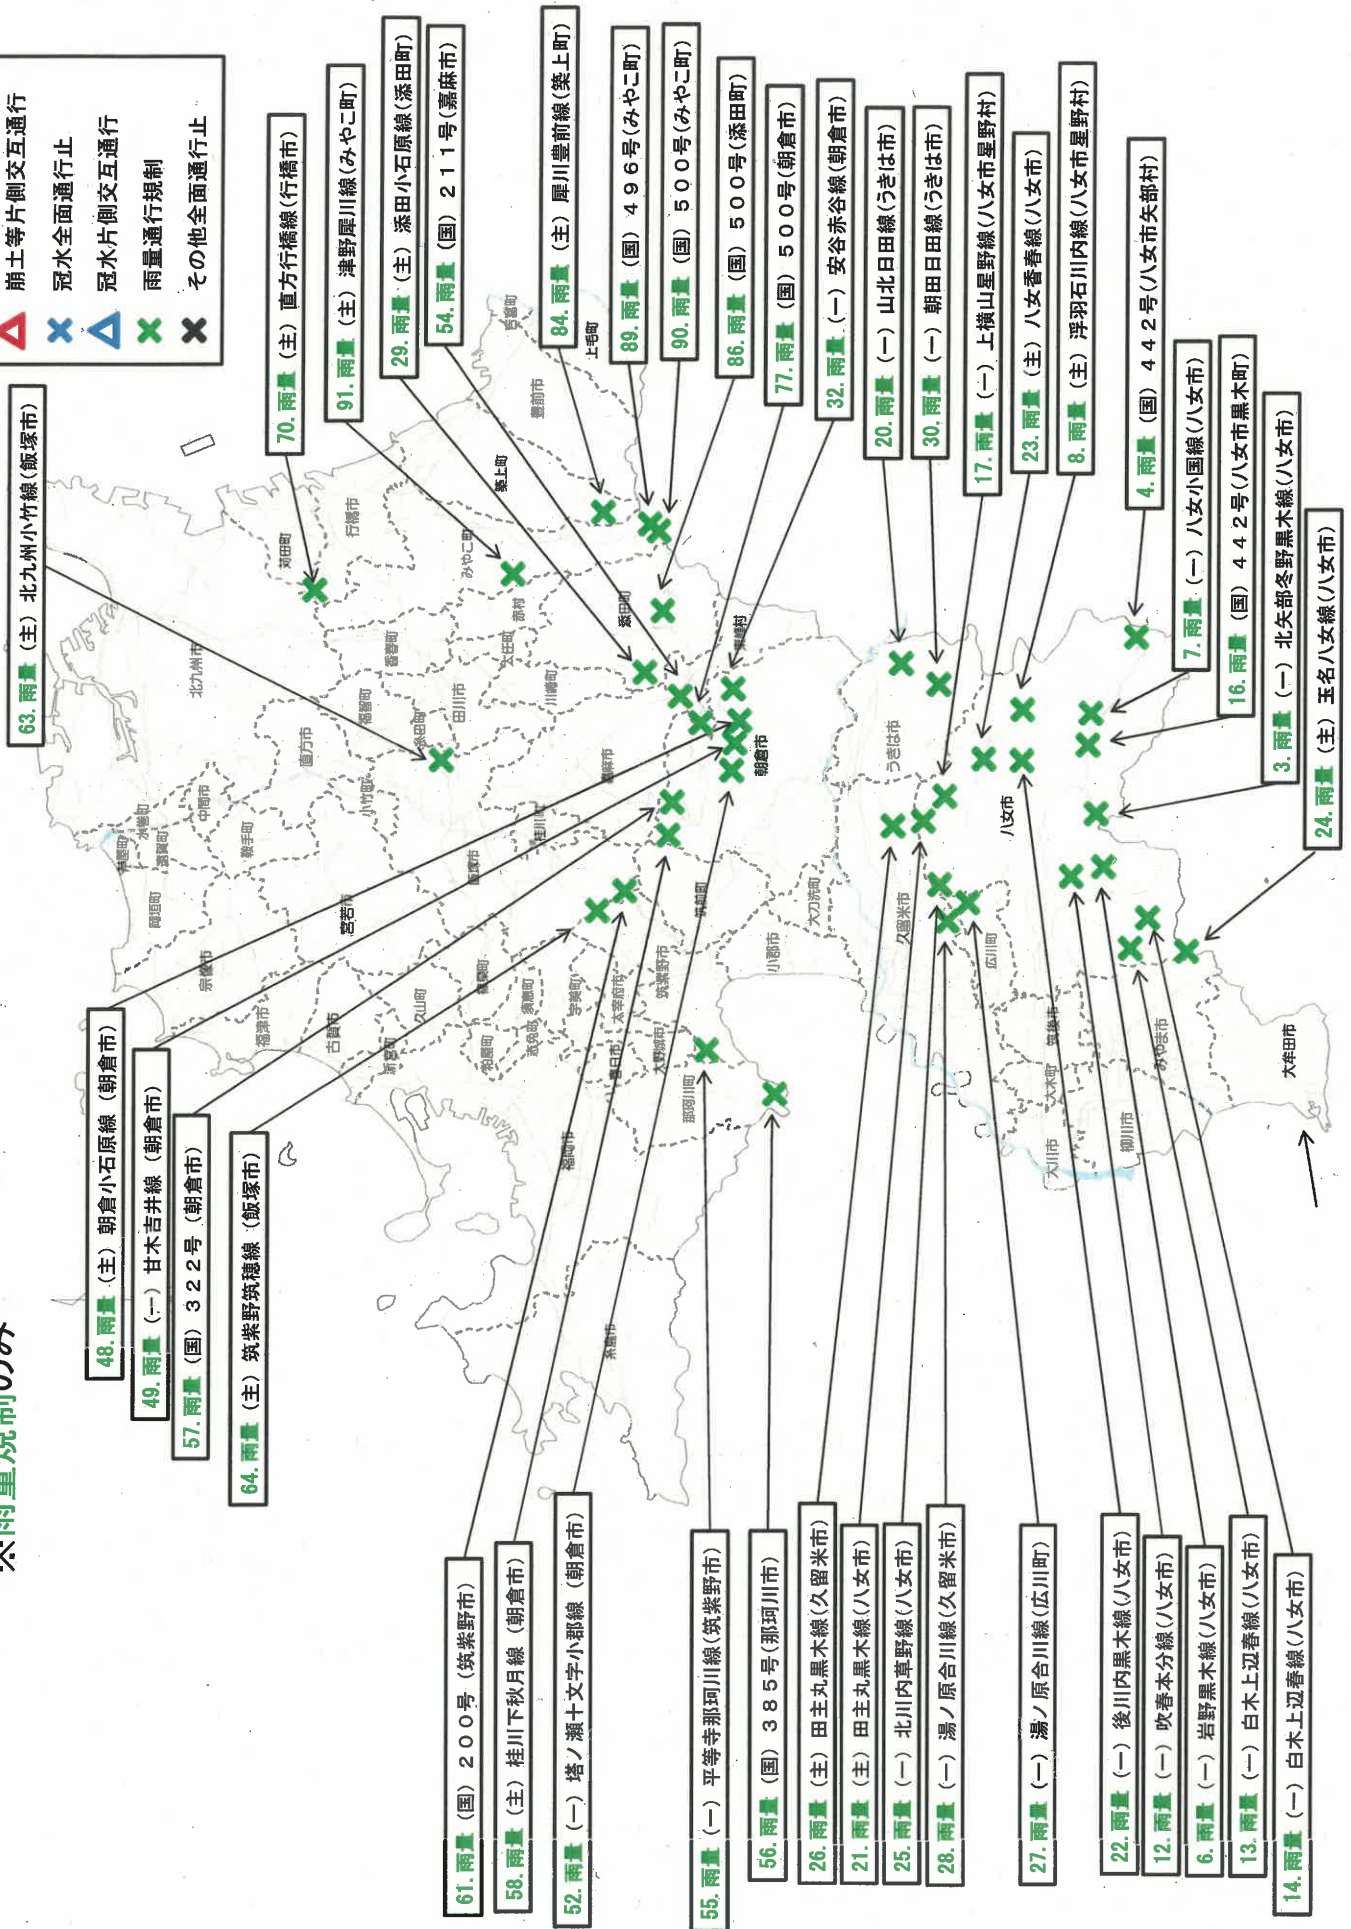 ※雨量規制のみ
崩土等片側交互通行
冠水全面通行止
冠水片側交互通行
雨量通行規制
その他全面通行止
63. 雨量 (主) 北九州小竹線(飯塚市)
70. 雨量 (主) 直方行橋線(行橋市)
91. 雨量 (主) 津野犀川線(みやこ町)
29. 雨量 (主) 添田小石原線(添田町)
54. 雨量 (国) 211号(嘉麻市)
84. 雨量 (主) 犀川豊前線(築上町)
89. 雨量 (国) 496号(みやこ町)
90. 雨量 (国) 500号(みやこ町)
86. 雨量 (国) 500号(添田町)
77. 雨量 (国) 500号(朝倉市)
32. 雨量 (一) 安谷赤谷線(朝倉市)
20. 雨量 (一) 山北日田線(うきは市)
30. 雨量 (一) 朝田日田線(うきは市)
17. 雨量 (一) 上横山星野線(八女市星野村)
23. 雨量 (主) 八女香春線(八女市)
8. 雨量 (主) 浮羽石川内線(八女市星野村)
4. 雨量 (国) 442号(八女市矢部村)
7. 雨量 (一) 八女小国線(八女市)
16. 雨量 (国) 442号(八女市黒木町)
3. 雨量 (一) 北矢部冬野黒木線(八女市)
24. 雨量 (主) 玉名八女線(八女市)
48. 雨量 (主) 朝倉小石原線 (朝倉市)
49. 雨量 (一) 甘木吉井線 (朝倉市)
57. 雨量 (国) 322号 (朝倉市)
64. 雨量 (主) 筑紫野筑穂線 (飯塚市)
61. 雨量 (国) 200号 (筑紫野市)
58. 雨量 (主) 桂川下秋月線 (朝倉市)
52. 雨量 (一) 塔ノ瀬十文字小郡線 (朝倉市)
55. 雨量 (一) 平等寺那珂川線(筑紫野市)
56. 雨量 (国) 385号(那珂川市)
26. 雨量 (主) 田主丸黒木線(久留米市)
21. 雨量 (主) 田主丸黒木線(八女市)
25. 雨量 (一) 北川内草野線(八女市)
28. 雨量 (一) 湯ノ原合川線(久留米市)
27. 雨量 (一) 湯ノ原合川線(広川町)
22. 雨量 (一) 後川内黒木線(八女市)
12. 雨量 (一) 吹春本分線(八女市)
6. 雨量 (一) 岩野黒木線(八女市)
13. 雨量 (一) 白木上辺春線(八女市)
14. 雨量 (一) 白木上辺春線(八女市)
芦屋町
水巻町
遠賀町
中間市
岡垣町
鞍手町
宗像市
宮若市
福津市
古賀市
新宮町
久山町
粕屋町
篠栗町
須恵町
志免町
宇美町
福岡市
春日市
大野城市
太宰府市
筑紫野市
那珂川町
糸島市
北九州市
直方市
小竹町
飯塚市
桂川町
嘉麻市
福智町
糸田町
田川市
香春町
大任町
川崎町
赤村
添田町
苅田町
行橋市
みやこ町
築上町
豊前市
上毛町
吉富町
東峰村
朝倉市
筑前町
小郡市
大刀洗町
久留米市
うきは市
八女市
広川町
筑後市
大木町
大川市
柳川市
みやま市
大牟田市